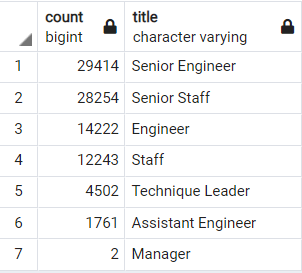 count title
bigint character varying
1 29414 Senior Engineer
2 28254 Senior Staff
3 14222 Engineer
4 12243 Staff
5 4502 Technique Leader
6 1761 Assistant Engineer
7 2 Manager